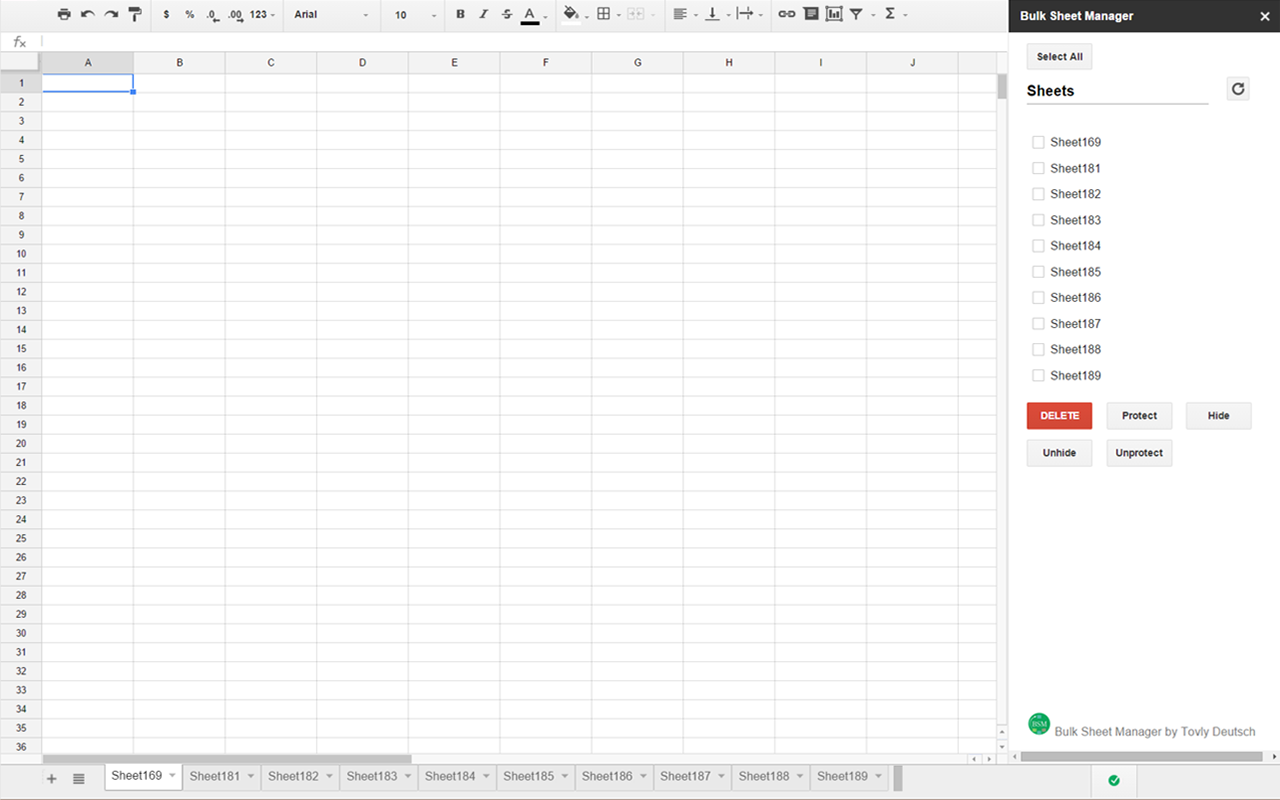 $ % .0 .00 123 Arial 10 B I S A Σ
Bulk Sheet Manager
fx
Select All
Sheets
A B C D E F G H I J
1
2
3
4
5
6
7
8
9
10
11
12
13
14
15
16
17
18
19
20
21
22
23
24
25
26
27
28
29
30
31
32
33
34
35
36
Sheet169
Sheet181
Sheet182
Sheet183
Sheet184
Sheet185
Sheet186
Sheet187
Sheet188
Sheet189
DELETE Protect Hide
Unhide Unprotect
BSM
Bulk Sheet Manager by Tovly Deutsch
Sheet169 Sheet181 Sheet182 Sheet183 Sheet184 Sheet185 Sheet186 Sheet187 Sheet188 Sheet189